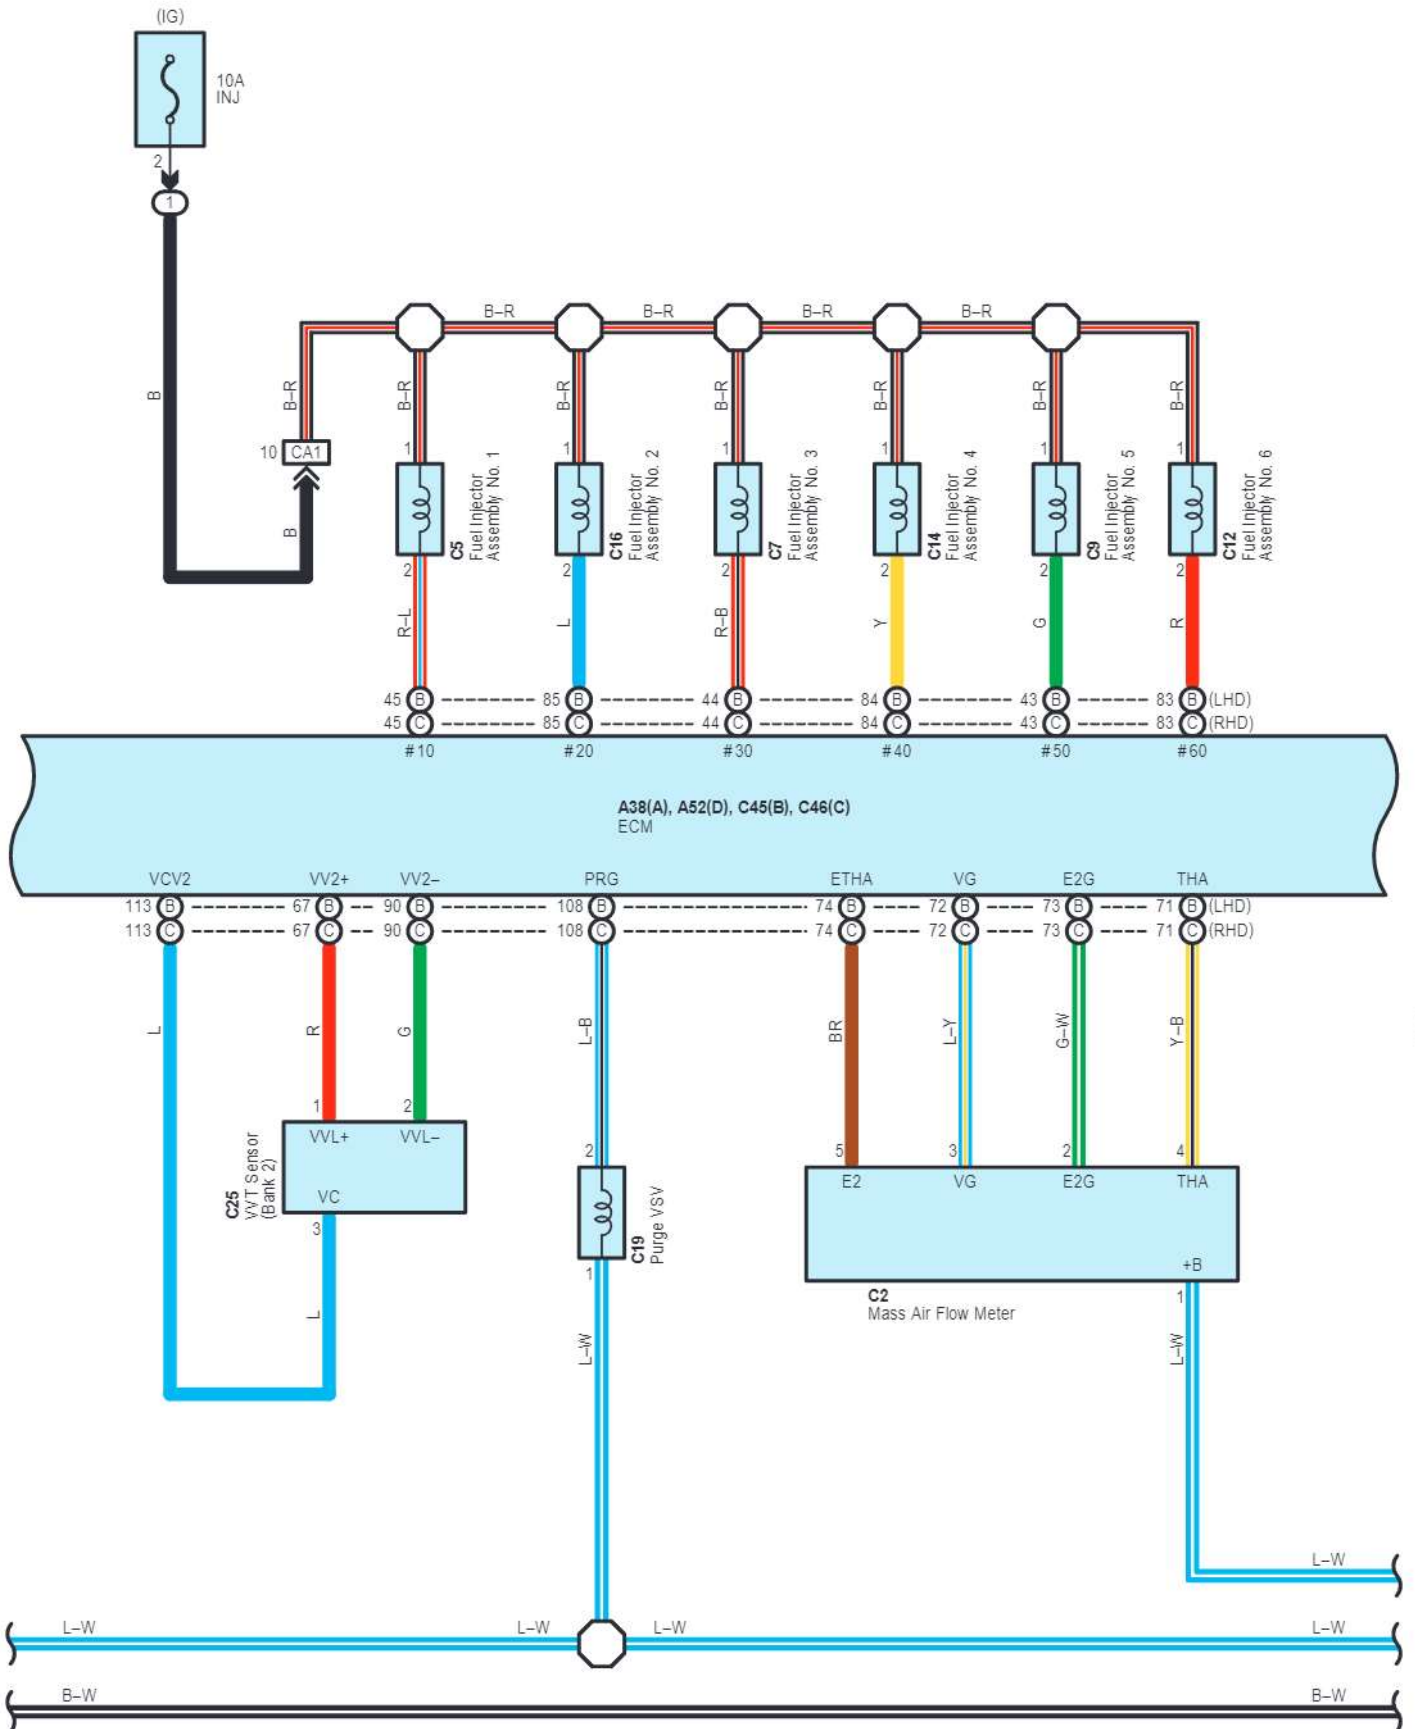 (IG)
10A
INJ
2
1
B–R B–R B–R B–R
B B–R B–R B–R B–R B–R B–R B–R
10 CA1
B
1 1 1 1 1 1
C5
Fuel Injector
Assembly No. 1
C16
Fuel Injector
Assembly No. 2
C7
Fuel Injector
Assembly No. 3
C14
Fuel Injector
Assembly No. 4
C9
Fuel Injector
Assembly No. 5
C12
Fuel Injector
Assembly No. 6
2 2 2 2 2 2
R–L L R–B Y G R
45 B 85 B 44 B 84 B 43 B 83 B (LHD)
45 C 85 C 44 C 84 C 43 C 83 C (RHD)
#10 #20 #30 #40 #50 #60
A38(A), A52(D), C45(B), C46(C)
ECM
VCV2 VV2+ VV2– PRG ETHA VG E2G THA
113 B 67 B 90 B 108 B 74 B 72 B 73 B 71 B (LHD)
113 C 67 C 90 C 108 C 74 C 72 C 73 C 71 C (RHD)
L R G L–B BR L–Y G–W Y–B
1 2 2 5 3 2 4
VVL+ VVL– E2 VG E2G THA
C25
VVT Sensor
(Bank 2)
VC
3
C19
Purge VSV
1
+B
1
C2
Mass Air Flow Meter
L L–W L–W
L–W
L–W L–W L–W L–W
B–W B–W